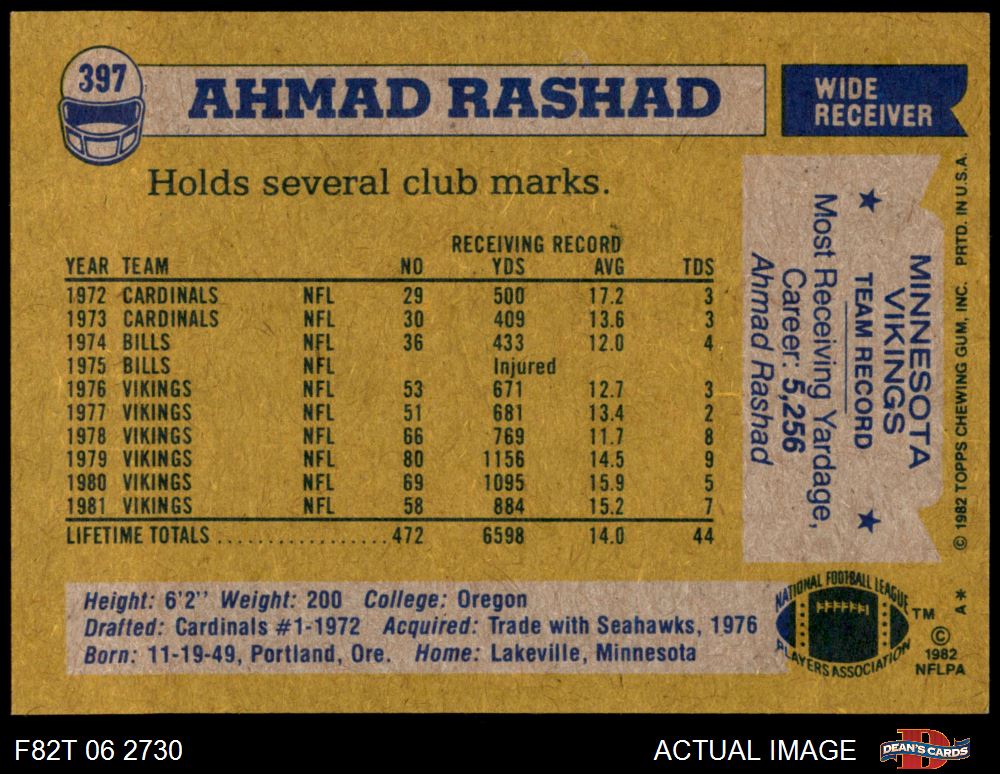 397
AHMAD RASHAD
WIDE
RECEIVER
Holds several club marks.
RECEIVING RECORD
YEAR TEAM NO YDS AVG TDS
1972 CARDINALS NFL 29 500 17.2 3
1973 CARDINALS NFL 30 409 13.6 3
1974 BILLS NFL 36 433 12.0 4
1975 BILLS NFL Injured
1976 VIKINGS NFL 53 671 12.7 3
1977 VIKINGS NFL 51 681 13.4 2
1978 VIKINGS NFL 66 769 11.7 8
1979 VIKINGS NFL 80 1156 14.5 9
1980 VIKINGS NFL 69 1095 15.9 5
1981 VIKINGS NFL 58 884 15.2 7
LIFETIME TOTALS ................. 472 6598 14.0 44
MINNESOTA
VIKINGS
★ TEAM RECORD ★
Most Receiving Yardage,
Career: 5,256
Ahmad Rashad
© 1982 TOPPS CHEWING GUM, INC. PRTD. IN U.S.A.
Height: 6'2" Weight: 200 College: Oregon
Drafted: Cardinals #1-1972 Acquired: Trade with Seahawks, 1976
Born: 11-19-49, Portland, Ore. Home: Lakeville, Minnesota
NATIONAL FOOTBALL LEAGUE
PLAYERS ASSOCIATION
TM
A*
©
1982
NFLPA
F82T 06 2730
ACTUAL IMAGE
DEAN'S CARDS